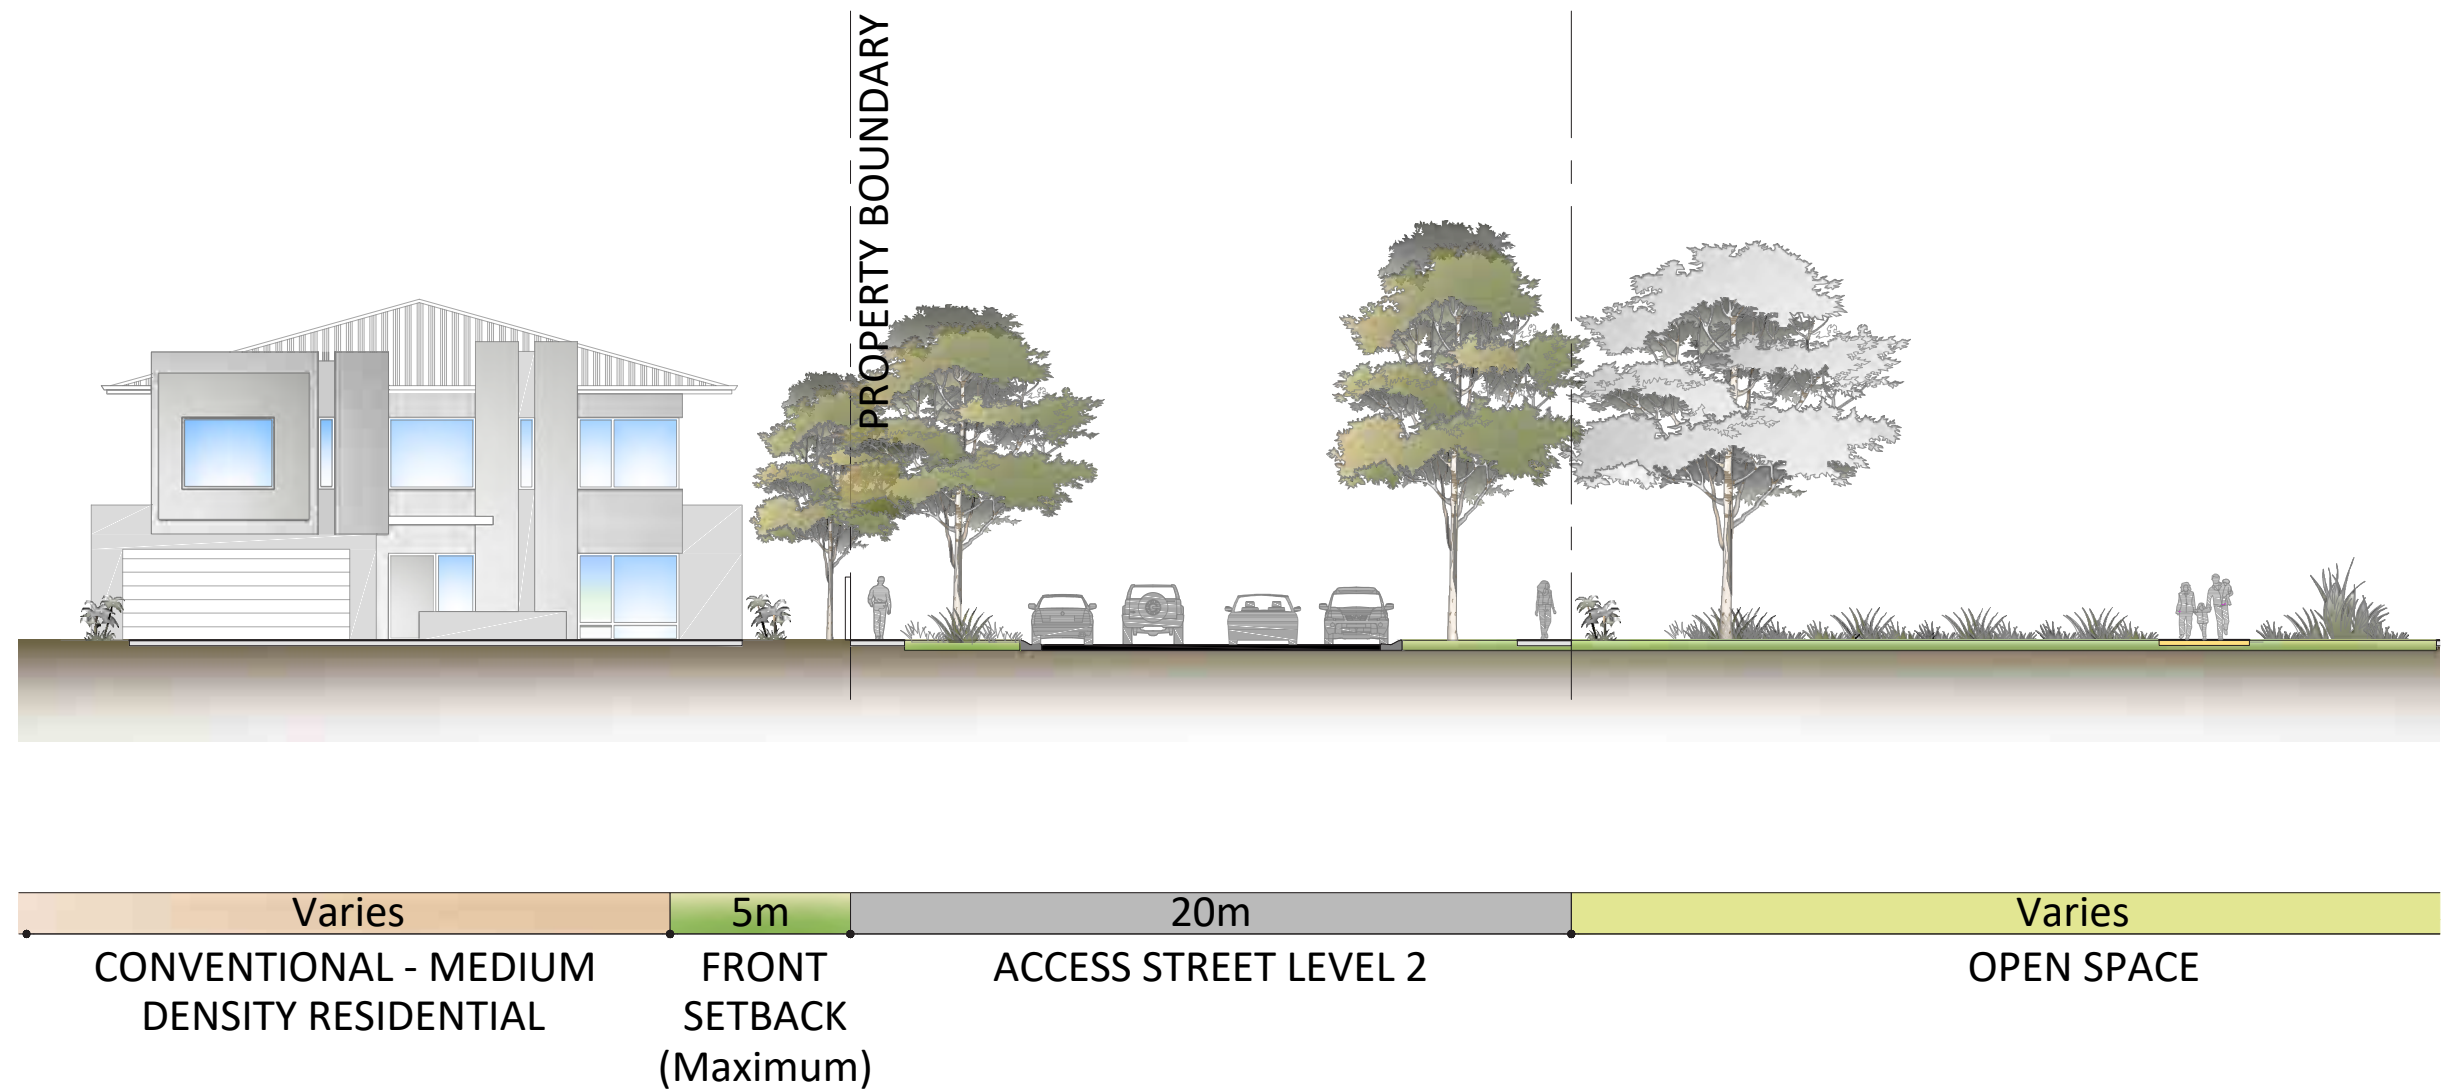 PROPERTY BOUNDARY
Varies
5m
20m
Varies
CONVENTIONAL - MEDIUM
DENSITY RESIDENTIAL
FRONT
SETBACK
(Maximum)
ACCESS STREET LEVEL 2
OPEN SPACE